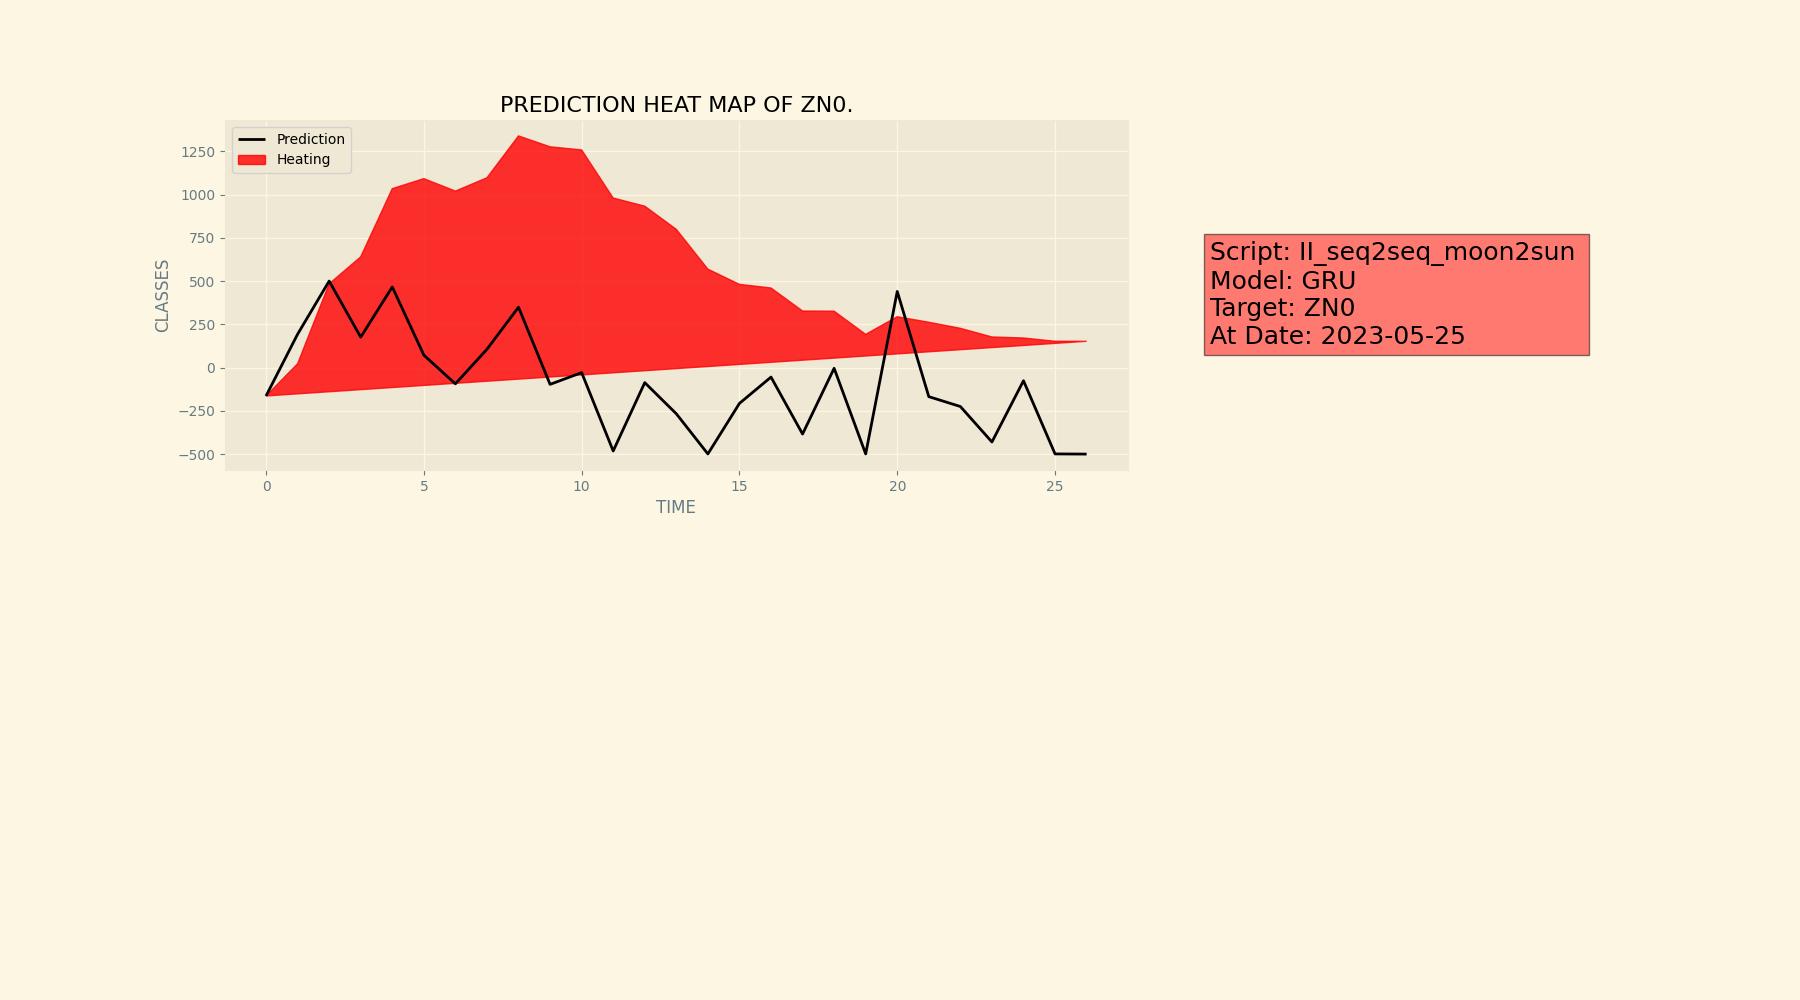 PREDICTION HEAT MAP OF ZN0.
Prediction
Heating
CLASSES
1250
1000
750
500
250
0
−250
−500
0 5 10 15 20 25
TIME
Script: II_seq2seq_moon2sun
Model: GRU
Target: ZN0
At Date: 2023-05-25